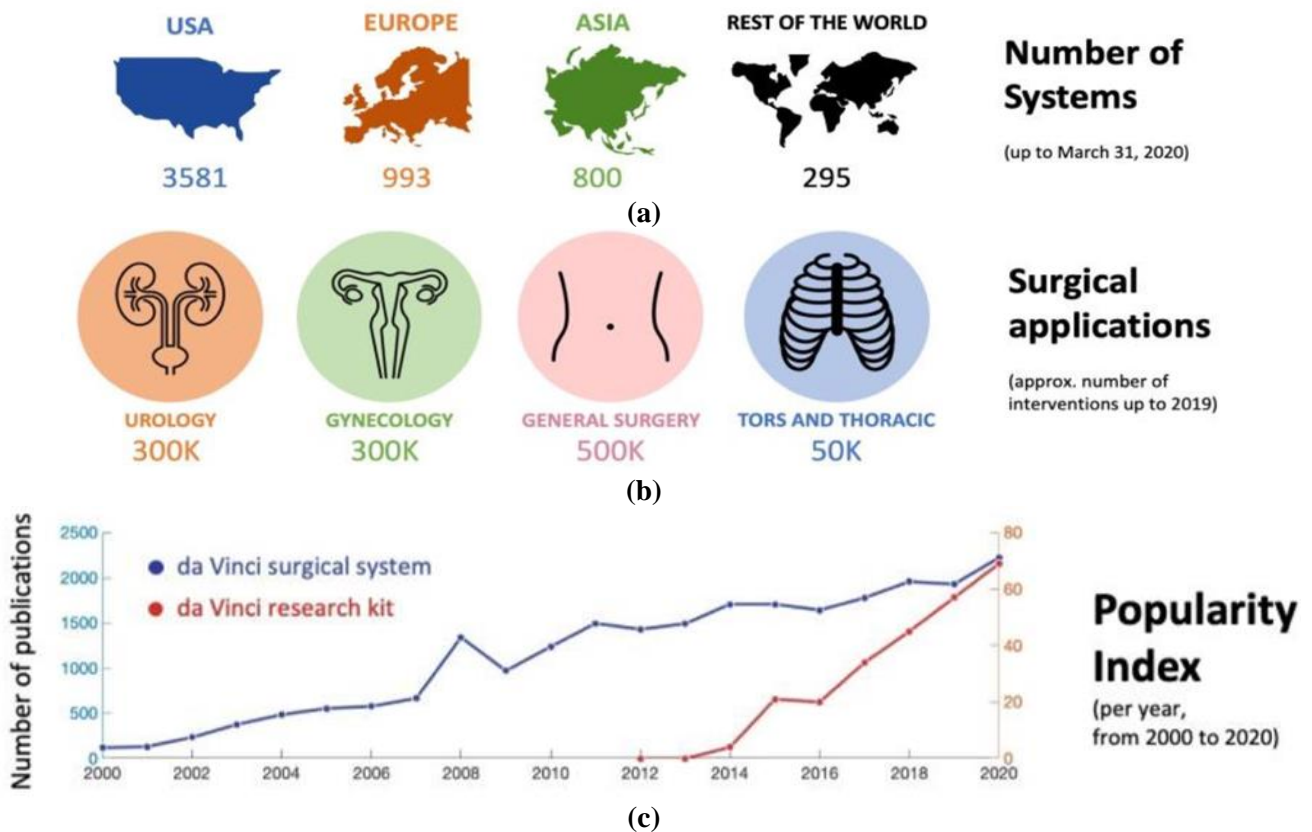 USA
EUROPE
ASIA
REST OF THE WORLD
Number of
Systems
(up to March 31, 2020)
3581
993
800
295
(a)
UROLOGY
300K
GYNECOLOGY
300K
GENERAL SURGERY
500K
TORS AND THORACIC
50K
Surgical
applications
(approx. number of
interventions up to 2019)
(b)
Number of publications
2500
2000
1500
1000
500
0
da Vinci surgical system
da Vinci research kit
80
60
40
20
0
2000
2002
2004
2006
2008
2010
2012
2014
2016
2018
2020
Popularity
Index
(per year,
from 2000 to 2020)
(c)